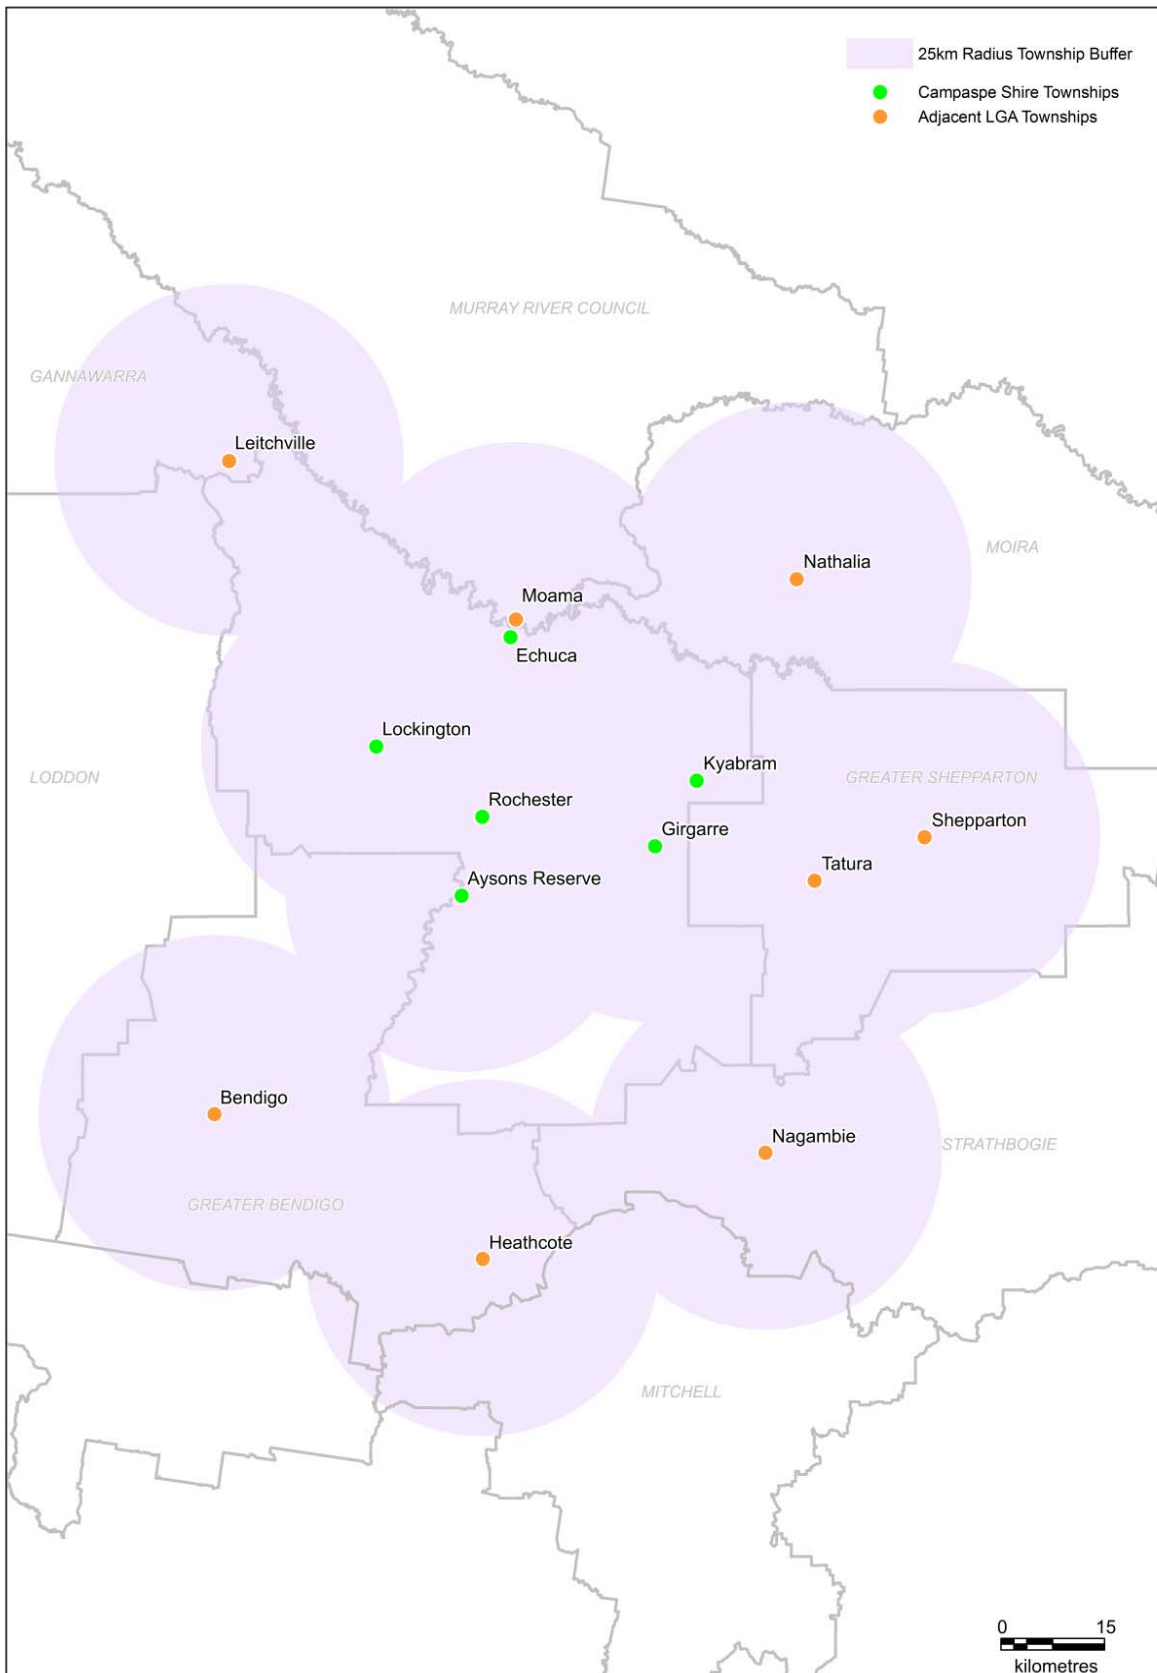 25km Radius Township Buffer
Campaspe Shire Townships
Adjacent LGA Townships
MURRAY RIVER COUNCIL
GANNAWARRA
Leitchville
MOIRA
Nathalia
Moama
Echuca
Lockington
Kyabram
LODDON
GREATER SHEPPARTON
Rochester
Shepparton
Girgarre
Tatura
Aysons Reserve
Bendigo
Nagambie
STRATHBOGIE
GREATER BENDIGO
Heathcote
MITCHELL
0 15
kilometres